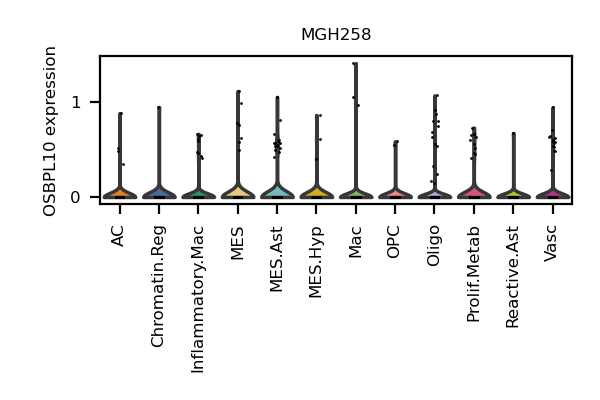 MGH258
OSBPL10 expression
1
0
AC
Chromatin.Reg
Inflammatory.Mac
MES
MES.Ast
MES.Hyp
Mac
OPC
Oligo
Prolif.Metab
Reactive.Ast
Vasc